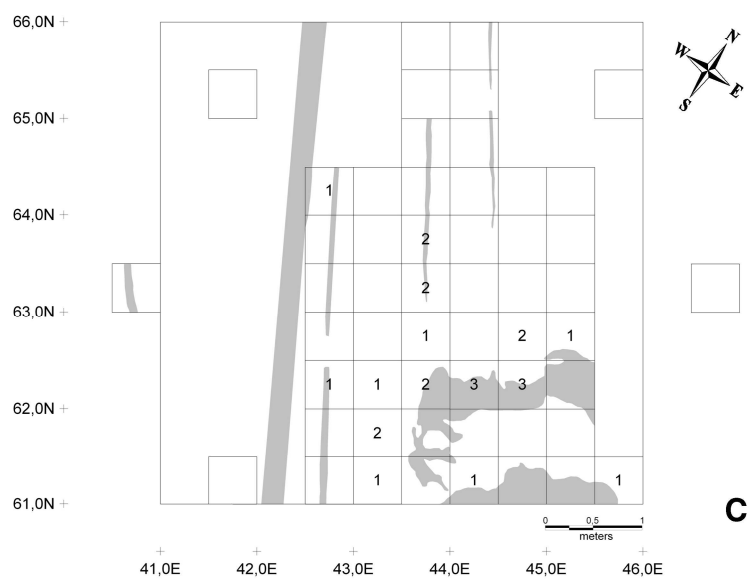 66,0N
N
W
E
S
65,0N
1
64,0N
2
2
63,0N
1 2 1
1 1 2 3 3
62,0N
2
1 1 1
61,0N
C
0 0,5 1
meters
41,0E 42,0E 43,0E 44,0E 45,0E 46,0E